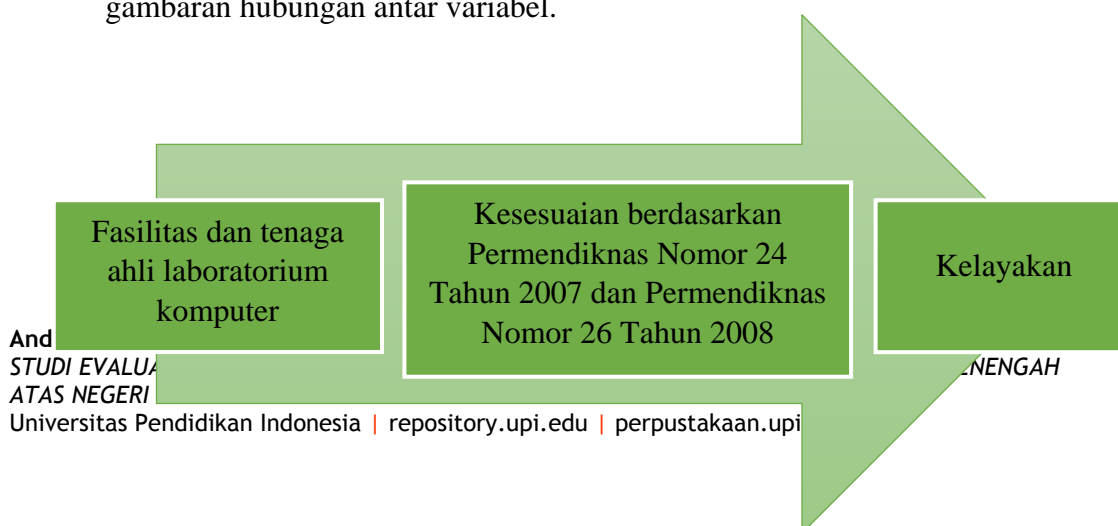 gambaran hubungan antar variabel.
Fasilitas dan tenaga
ahli laboratorium
komputer
Kesesuaian berdasarkan
Permendiknas Nomor 24
Tahun 2007 dan Permendiknas
Nomor 26 Tahun 2008
Kelayakan
And
STUDI EVALUA ENENGAH
ATAS NEGERI
Universitas Pendidikan Indonesia | repository.upi.edu | perpustakaan.upi